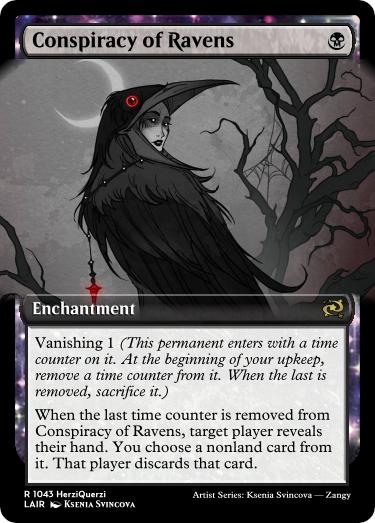 Conspiracy of Ravens
Enchantment
Vanishing 1 (This permanent enters with a time
counter on it. At the beginning of your upkeep,
remove a time counter from it. When the last is
removed, sacrifice it.)
When the last time counter is removed from
Conspiracy of Ravens, target player reveals
their hand. You choose a nonland card from
it. That player discards that card.
R 1043 HerziQuerzi
LAIR Ksenia Svincova
Artist Series: Ksenia Svincova — Zangy